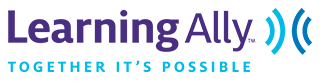 Learning Ally™
TOGETHER IT'S POSSIBLE